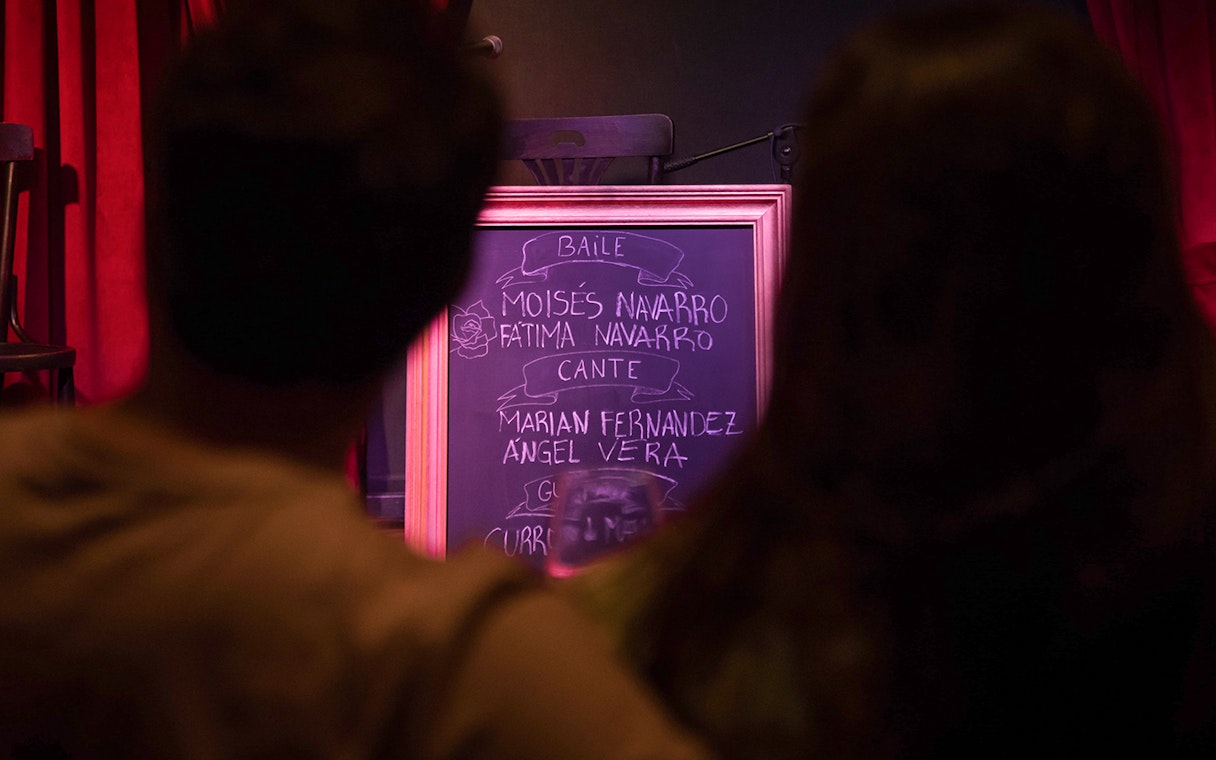 BAILE
MOISÉS NAVARRO
FÁTIMA NAVARRO
CANTE
MARIAN FERNANDEZ
ÁNGEL VERA